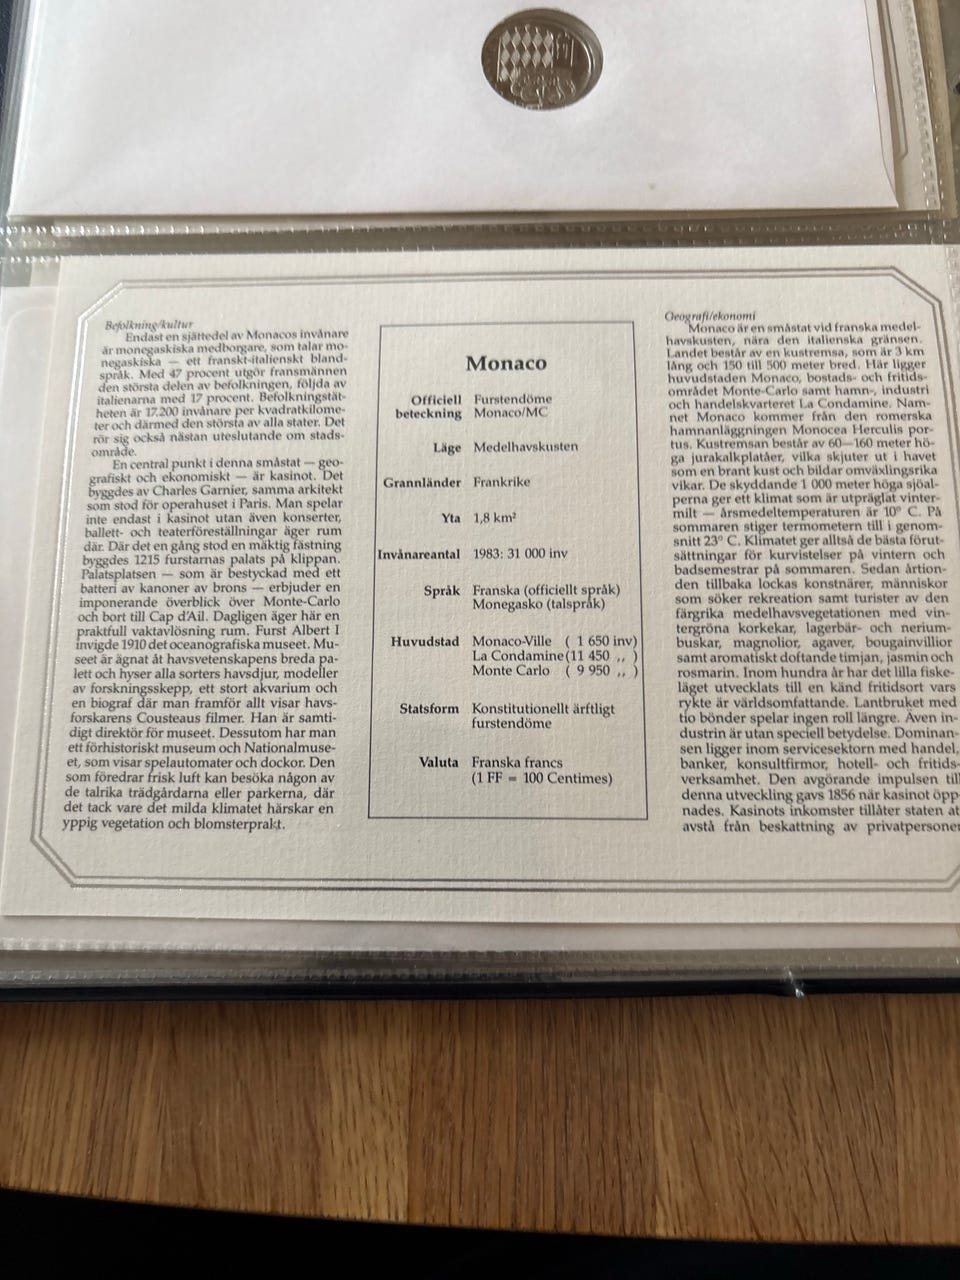 Befolkning/kultur
Endast en sjättedel av Monacos invånare
är monegaskiska medborgare, som talar mo-
negaskiska — ett franskt-italienskt bland-
språk. Med 47 procent utgör fransmännen
den största delen av befolkningen, följda av
italienarna med 17 procent. Befolkningstät-
heten är 17.200 invånare per kvadratkilome-
ter och därmed den största av alla stater. Det
rör sig också nästan uteslutande om stads-
område.
En central punkt i denna småstat — geo-
grafiskt och ekonomiskt — är kasinot. Det
byggdes av Charles Garnier, samma arkitekt
som stod för operahuset i Paris. Man spelar
inte endast i kasinot utan även konserter,
ballett- och teaterföreställningar äger rum
där. Där det en gång stod en mäktig fästning
byggdes 1215 furstarnas palats på klippan.
Palatsplatsen — som är bestyckad med ett
batteri av kanoner av brons — erbjuder en
imponerande överblick över Monte-Carlo
och bort till Cap d'Ail. Dagligen äger här en
praktfull vaktavlösning rum. Furst Albert I
invigde 1910 det oceanografiska museet. Mu-
seet är ägnat åt havsvetenskapens breda pa-
lett och hyser alla sorters havsdjur, modeller
av forskningsskepp, ett stort akvarium och
en biograf där man framför allt visar havs-
forskarens Cousteaus filmer. Han är samti-
digt direktör för museet. Dessutom har man
ett förhistoriskt museum och Nationalmuse-
et, som visar spelautomater och dockor. Den
som föredrar frisk luft kan besöka någon av
de talrika trädgårdarna eller parkerna, där
det tack vare det milda klimatet härskar en
yppig vegetation och blomsterprakt.
Monaco
Officiell Furstendöme
beteckning Monaco/MC
Läge Medelhavskusten
Grannländer Frankrike
Yta 1,8 km²
Invånareantal 1983: 31 000 inv
Språk Franska (officiellt språk)
Monegasko (talspråk)
Huvudstad Monaco-Ville ( 1 650 inv)
La Condamine (11 450 ,, )
Monte Carlo ( 9 950 ,, )
Statsform Konstitutionellt ärftligt
furstendöme
Valuta Franska francs
(1 FF = 100 Centimes)
Geografi/ekonomi
Monaco är en småstat vid franska medel-
havskusten, nära den italienska gränsen.
Landet består av en kustremsa, som är 3 km
lång och 150 till 500 meter bred. Här ligger
huvudstaden Monaco, bostads- och fritids-
området Monte-Carlo samt hamn-, industri
och handelskvarteret La Condamine. Nam-
net Monaco kommer från den romerska
hamnanläggningen Monocea Herculis por-
tus. Kustremsan består av 60—160 meter hö-
ga jurakalkplatåer, vilka skjuter ut i havet
som en brant kust och bildar omväxlingsrika
vikar. De skyddande 1 000 meter höga sjöal-
perna ger ett klimat som är utpräglat vinter-
milt — årsmedeltemperaturen är 10° C. På
sommaren stiger termometern till i genom-
snitt 23° C. Klimatet ger alltså de bästa förut-
sättningar för kurvistelser på vintern och
badsemestrar på sommaren. Sedan årtion-
den tillbaka lockas konstnärer, människor
som söker rekreation samt turister av den
färgrika medelhavsvegetationen med vin-
tergröna korkekar, lagerbär- och nerium-
buskar, magnolior, agaver, bougainvillior
samt aromatiskt doftande timjan, jasmin och
rosmarin. Inom hundra år har det lilla fiske-
läget utvecklats till en känd fritidsort vars
rykte är världsomfattande. Lantbruket med
tio bönder spelar ingen roll längre. Även in-
dustrin är utan speciell betydelse. Dominan-
sen ligger inom servicesektorn med handel,
banker, konsultfirmor, hotell- och fritids-
verksamhet. Den avgörande impulsen till
denna utveckling gavs 1856 när kasinot öpp-
nades. Kasinots inkomster tillåter staten at
avstå från beskattning av privatpersoner